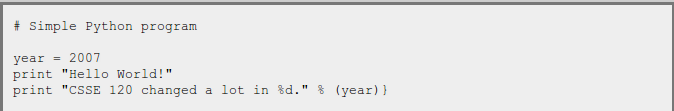 # Simple Python program
year = 2007
print "Hello World!"
print "CSSE 120 changed a lot in %d." % (year)}